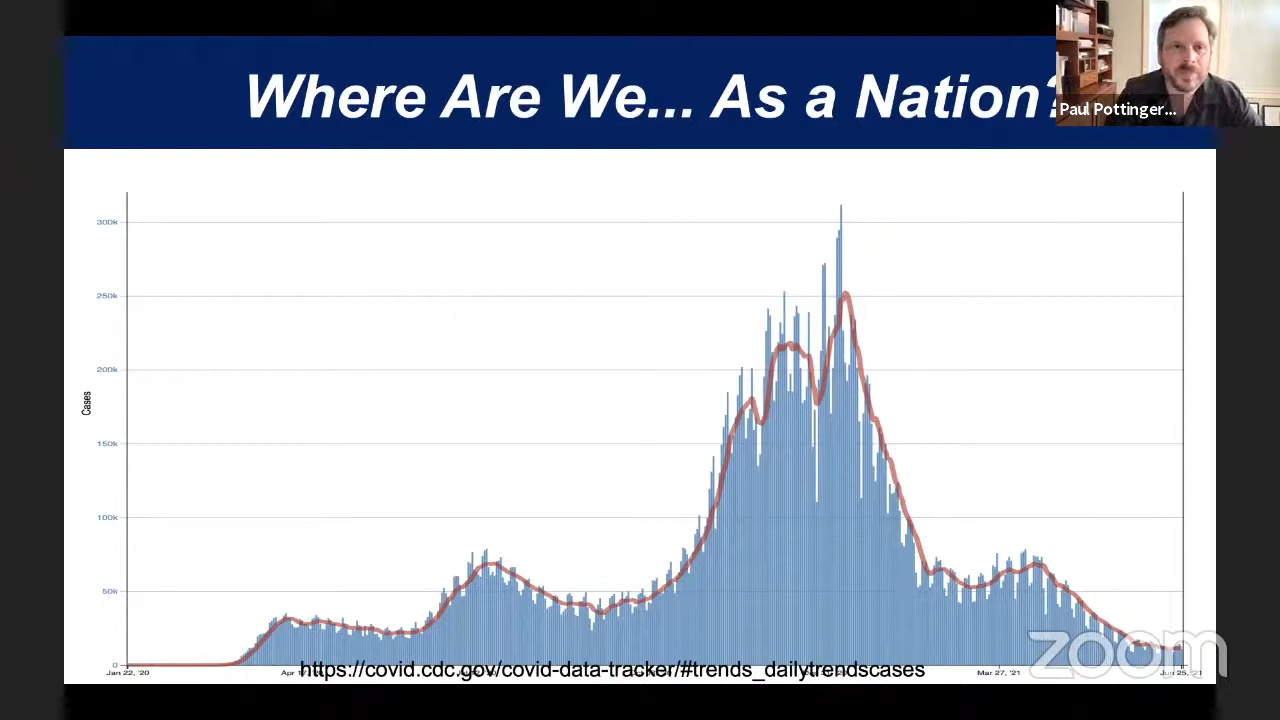 Where Are We... As a Nation?
Paul Pottinger...
300k
250k
200k
150k
100k
50k
0
Cases
Jan 22, '20
Mar 27, '21
Jun 25, '21
https://covid.cdc.gov/covid-data-tracker/#trends_dailytrendscases
zoom